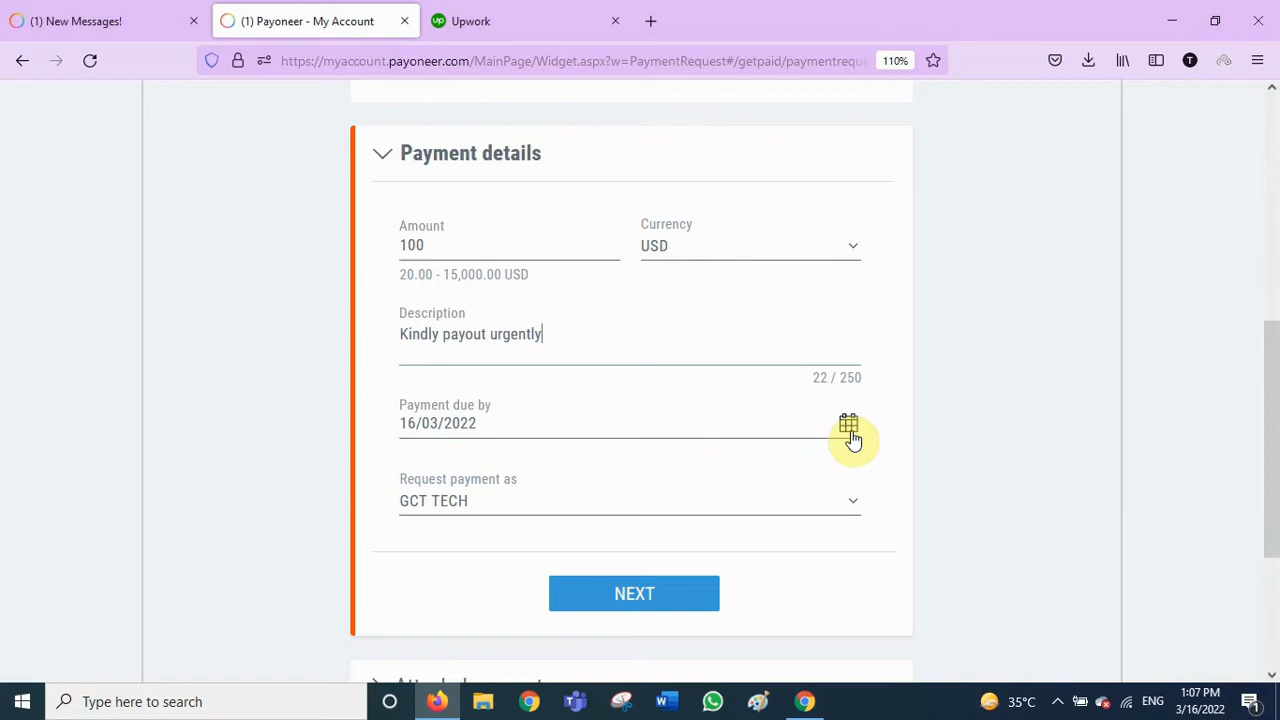 (1) New Messages!
(1) Payoneer - My Account
up Upwork
https://myaccount.payoneer.com/MainPage/Widget.aspx?w=PaymentRequest#/getpaid/paymentreque
110%
T
Payment details
Amount
100
20.00 - 15,000.00 USD
Currency
USD
Description
Kindly payout urgently
22 / 250
Payment due by
16/03/2022
Request payment as
GCT TECH
NEXT
Type here to search
35°C
ENG
1:07 PM
3/16/2022
1